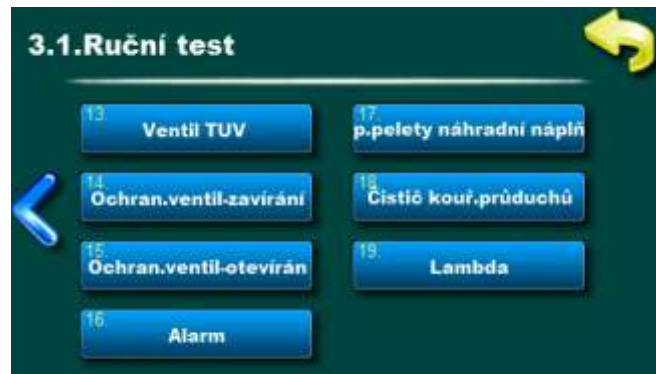 3.1.Ruční test
13.
Ventil TUV
14.
Ochran.ventil-zavírání
15.
Ochran.ventil-otevírán
16.
Alarm
17.
p.pelety náhradní náplň
18.
Čistič kouř.průduchů
19.
Lambda